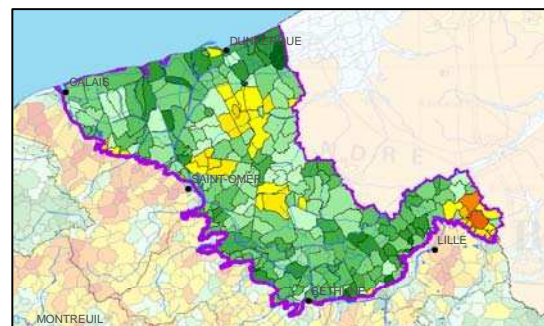 DUNKERQUE
CALAIS
SAINT-OMER
LILLE
BETHUNE
MONTREUIL